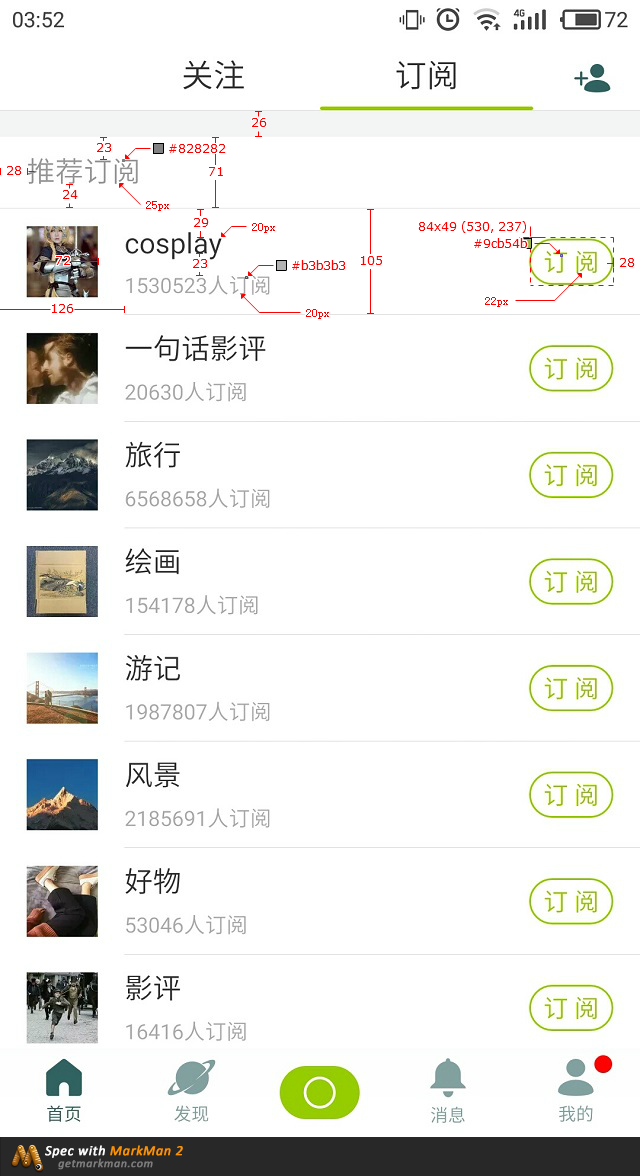 03:52
4G
72
关注
订阅
26
23
#828282
28
推荐订阅
71
24
25px
29
20px
84x49 (530, 237)
#9cb54b
cosplay
72
23
#b3b3b3
105
订 阅
28
1530523人订阅
22px
126
20px
一句话影评
20630人订阅
订 阅
旅行
6568658人订阅
订 阅
绘画
154178人订阅
订 阅
游记
1987807人订阅
订 阅
风景
2185691人订阅
订 阅
好物
53046人订阅
订 阅
影评
16416人订阅
订 阅
首页
发现
消息
我的
Spec with MarkMan 2
getmarkman.com